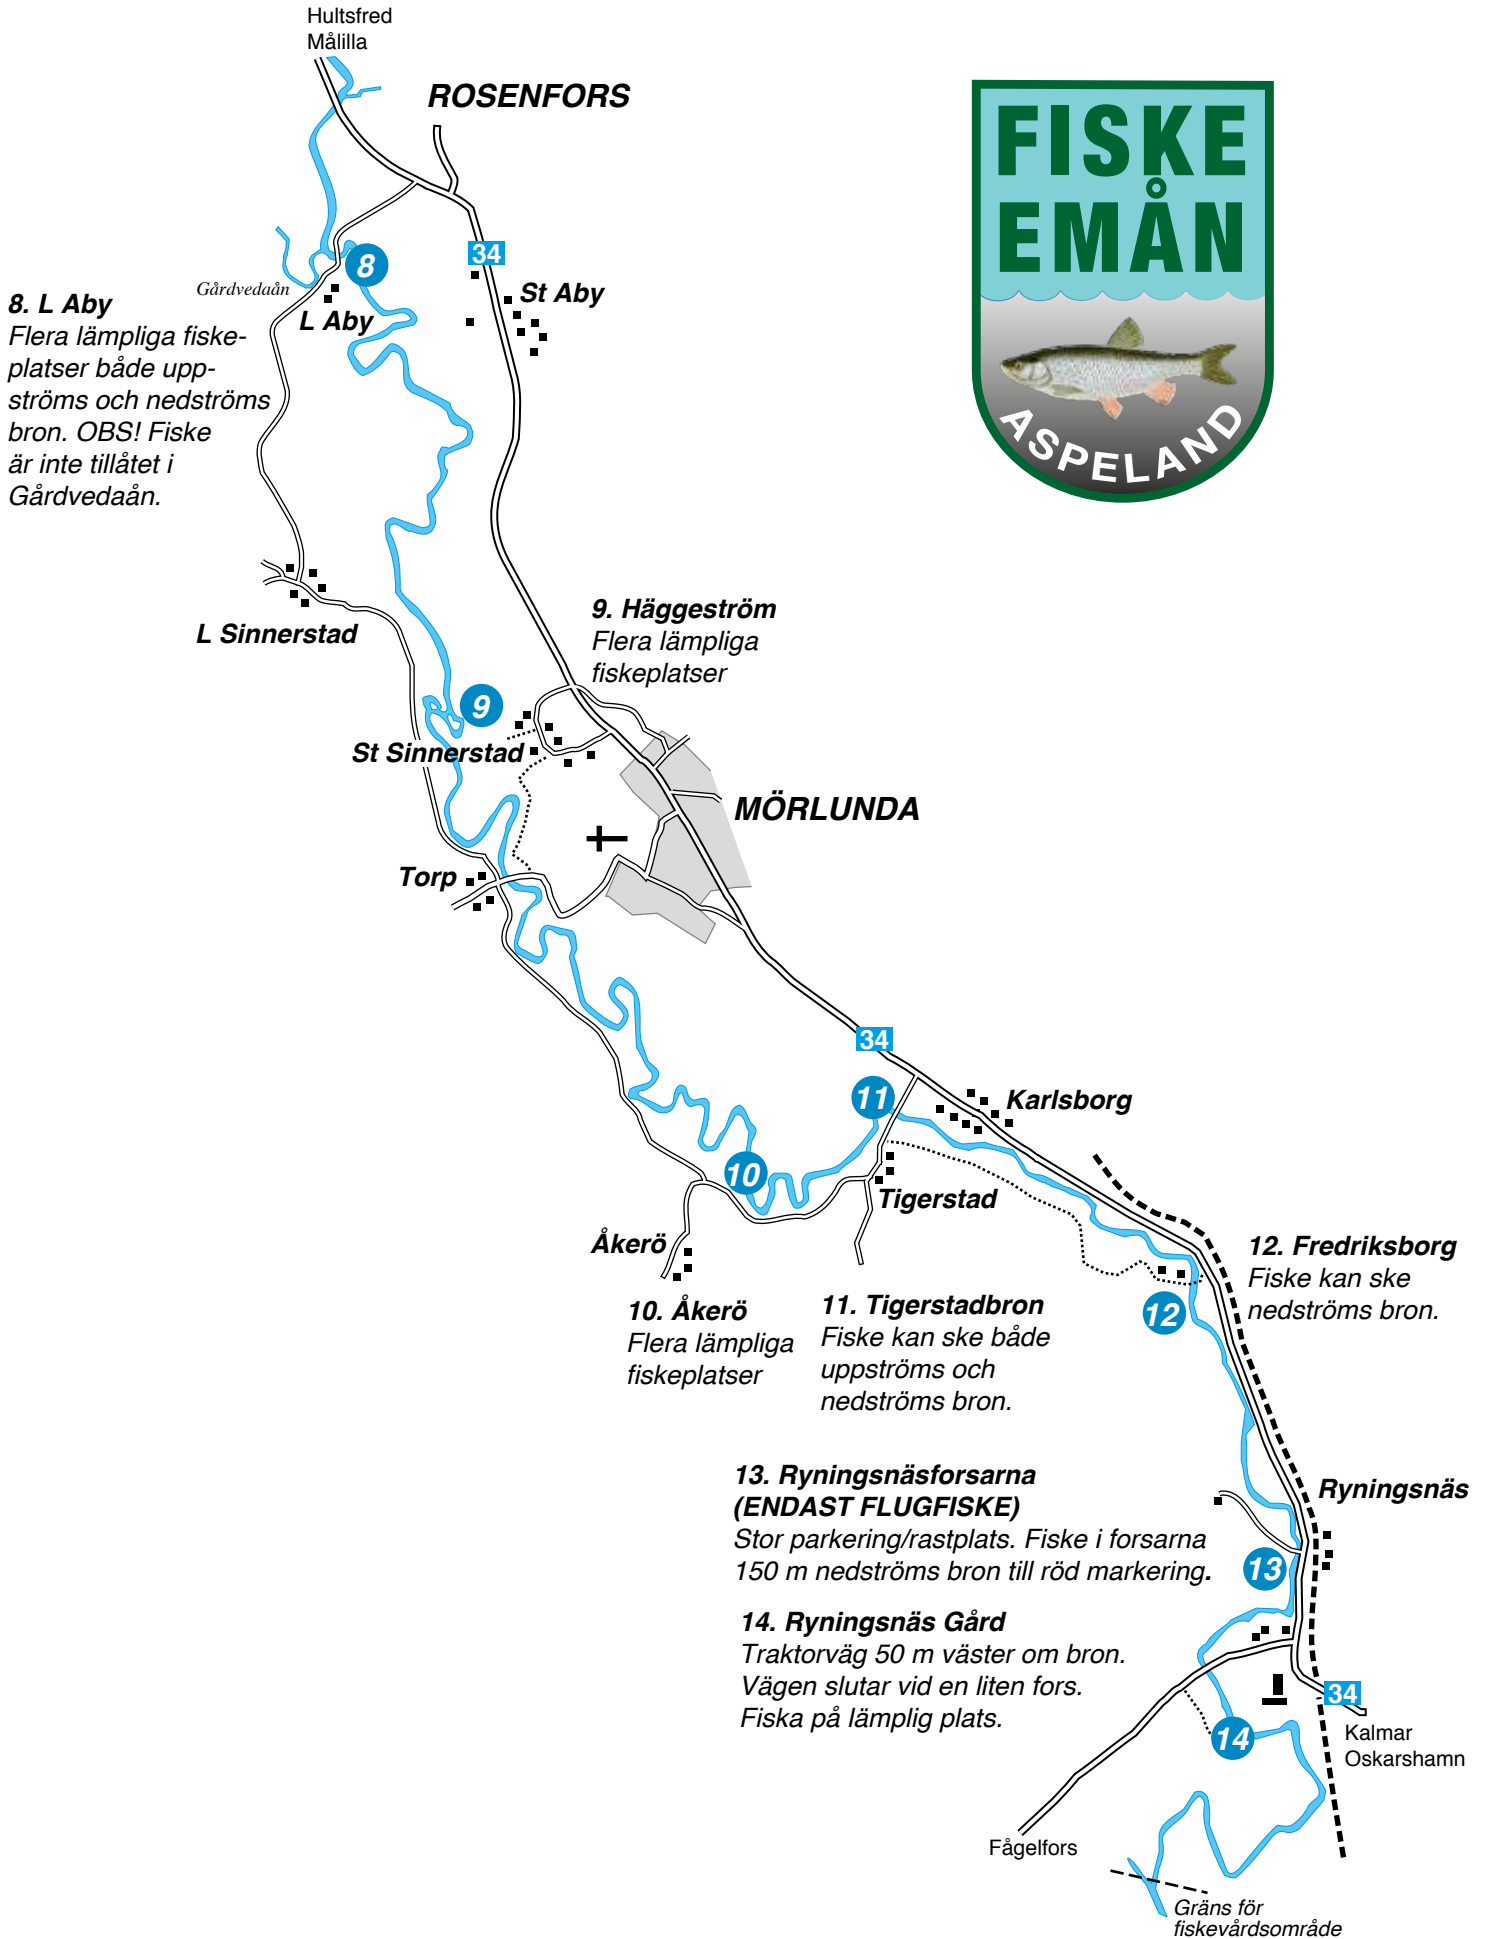 Hultsfred
Målilla
ROSENFORS
FISKE
EMÅN
ASPELAND
34
8
Gårdvedaån
St Aby
L Aby
8. L Aby
Flera lämpliga fiske-
platser både upp-
ströms och nedströms
bron. OBS! Fiske
är inte tillåtet i
Gårdvedaån.
9. Häggeström
Flera lämpliga
fiskeplatser
L Sinnerstad
9
St Sinnerstad
MÖRLUNDA
Torp
34
11
Karlsborg
10
Tigerstad
Åkerö
12. Fredriksborg
Fiske kan ske
nedströms bron.
10. Åkerö
Flera lämpliga
fiskeplatser
11. Tigerstadbron
Fiske kan ske både
uppströms och
nedströms bron.
12
13. Ryningsnäsforsarna
(ENDAST FLUGFISKE)
Stor parkering/rastplats. Fiske i forsarna
150 m nedströms bron till röd markering.
Ryningsnäs
13
14. Ryningsnäs Gård
Traktorväg 50 m väster om bron.
Vägen slutar vid en liten fors.
Fiska på lämplig plats.
34
14
Kalmar
Oskarshamn
Fågelfors
Gräns för
fiskevårdsområde